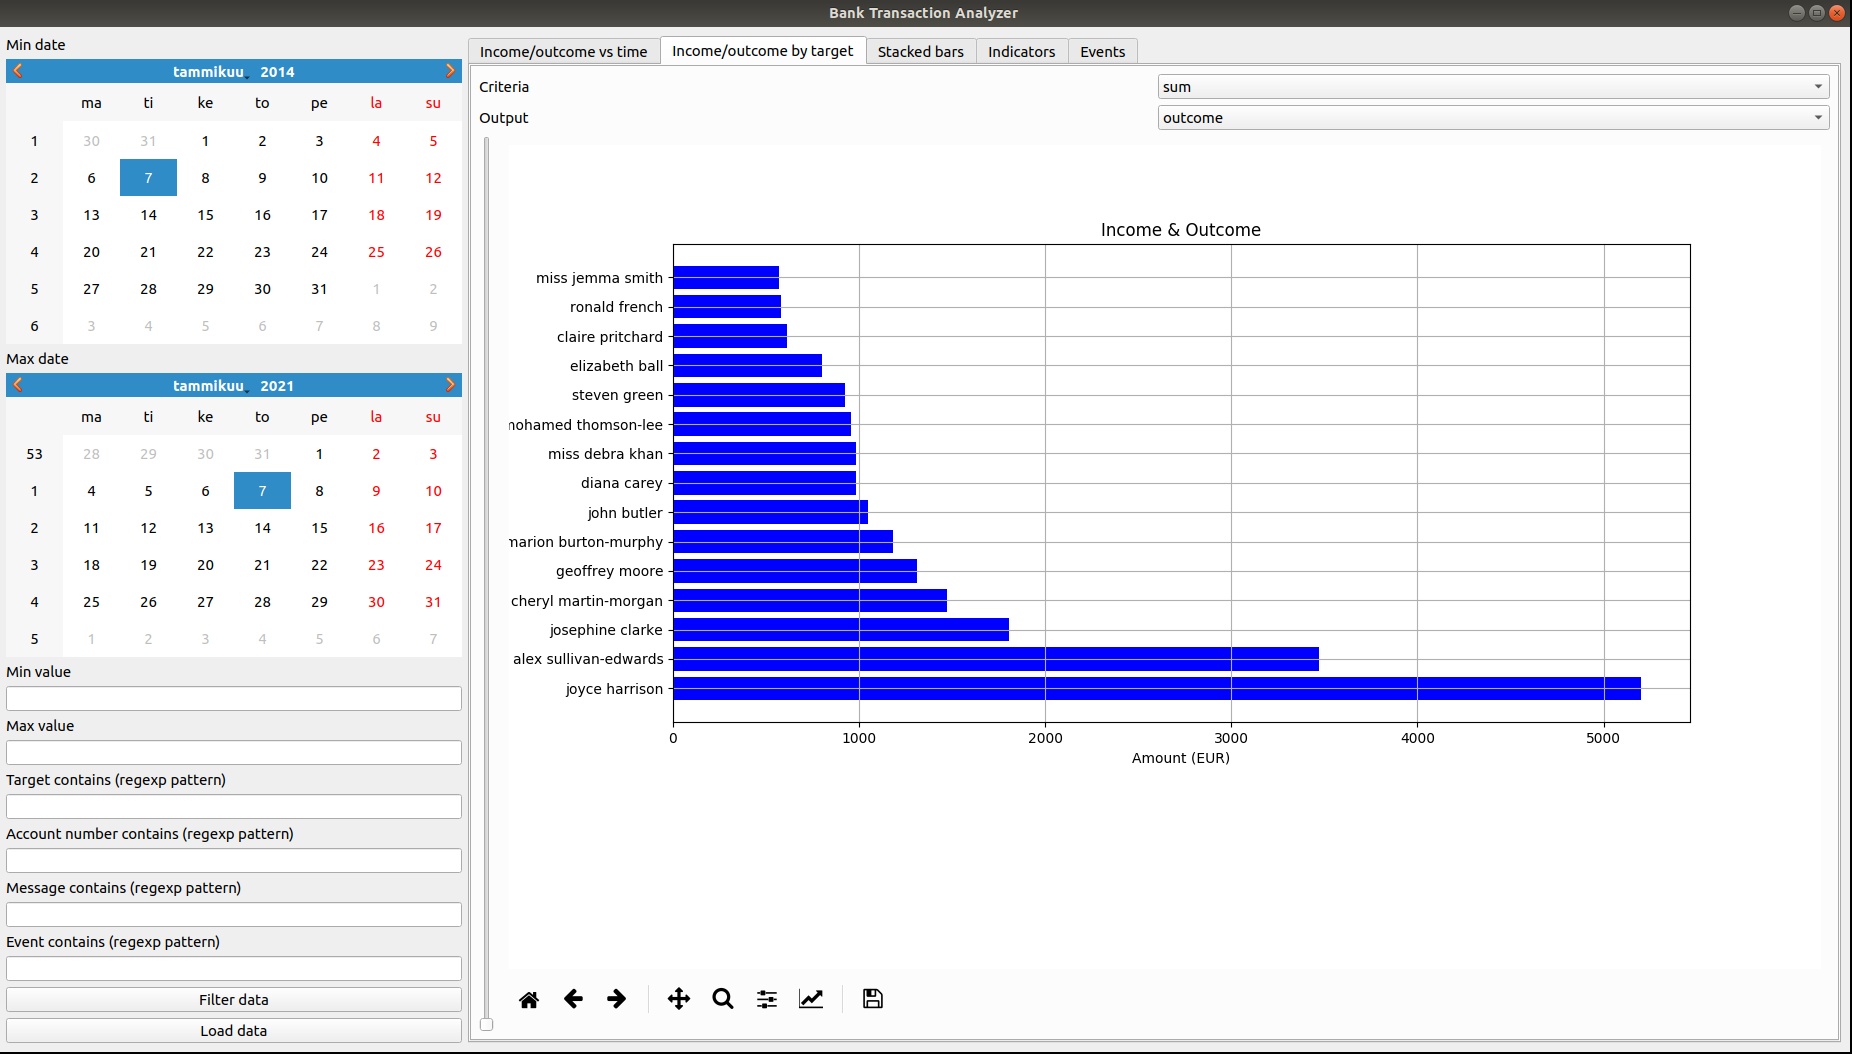 Bank Transaction Analyzer
Min date
tammikuu 2014
ma ti ke to pe la su
1 30 31 1 2 3 4 5
2 6 7 8 9 10 11 12
3 13 14 15 16 17 18 19
4 20 21 22 23 24 25 26
5 27 28 29 30 31 1 2
6 3 4 5 6 7 8 9
Max date
tammikuu 2021
ma ti ke to pe la su
53 28 29 30 31 1 2 3
1 4 5 6 7 8 9 10
2 11 12 13 14 15 16 17
3 18 19 20 21 22 23 24
4 25 26 27 28 29 30 31
5 1 2 3 4 5 6 7
Min value
Max value
Target contains (regexp pattern)
Account number contains (regexp pattern)
Message contains (regexp pattern)
Event contains (regexp pattern)
Filter data
Load data
Income/outcome vs time Income/outcome by target Stacked bars Indicators Events
Criteria sum
Output outcome
Income & Outcome
miss jemma smith
ronald french
claire pritchard
elizabeth ball
steven green
mohamed thomson-lee
miss debra khan
diana carey
john butler
marion burton-murphy
geoffrey moore
cheryl martin-morgan
josephine clarke
alex sullivan-edwards
joyce harrison
0 1000 2000 3000 4000 5000
Amount (EUR)